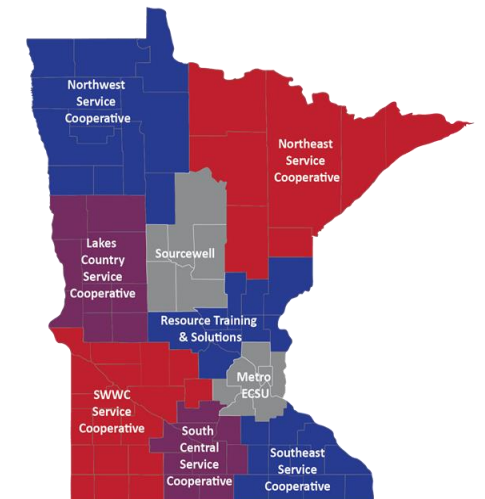 Northwest
Service
Cooperative
Northeast
Service
Cooperative
Lakes
Country
Service
Cooperative
Sourcewell
Resource Training
& Solutions
Metro
ECSU
SWWC
Service
Cooperative
South
Central
Service
Cooperative
Southeast
Service
Cooperative